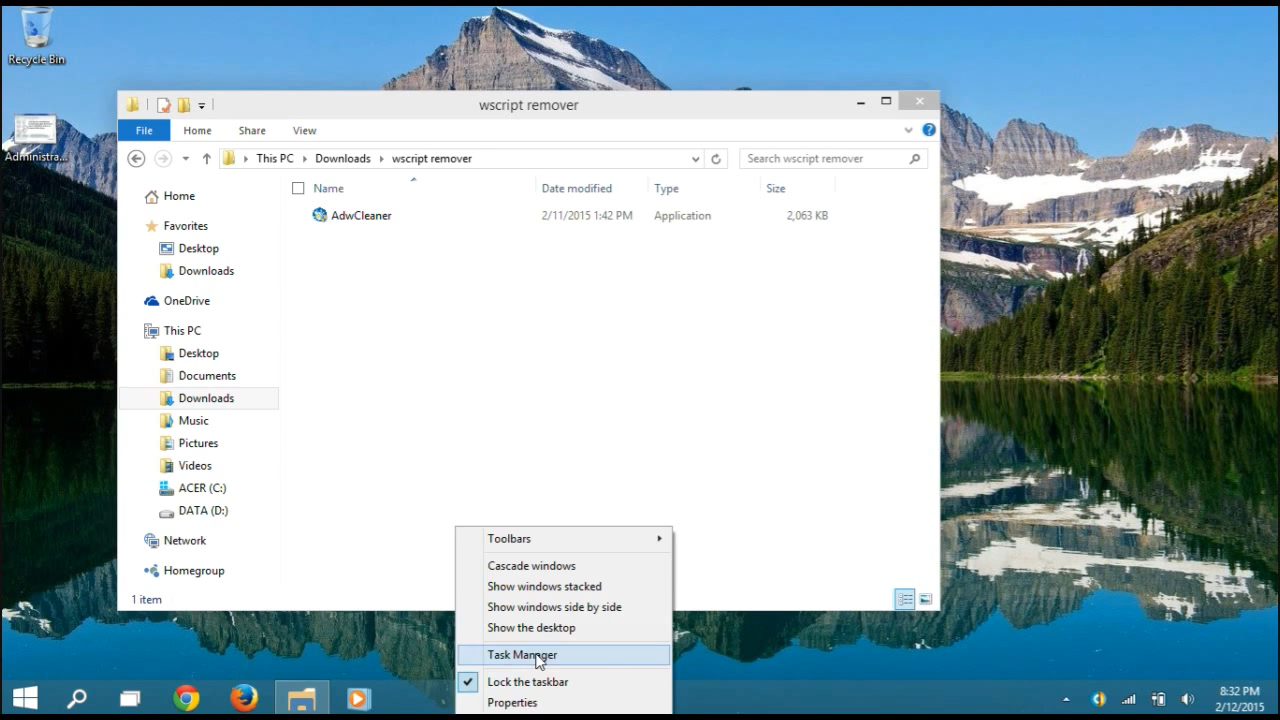 Recycle Bin
Administra...
wscript remover
File Home Share View
This PC Downloads wscript remover
Search wscript remover
Name Date modified Type Size
AdwCleaner 2/11/2015 1:42 PM Application 2,063 KB
Home
Favorites
Desktop
Downloads
OneDrive
This PC
Desktop
Documents
Downloads
Music
Pictures
Videos
ACER (C:)
DATA (D:)
Network
Homegroup
1 item
Toolbars
Cascade windows
Show windows stacked
Show windows side by side
Show the desktop
Task Manager
Lock the taskbar
Properties
8:32 PM
2/12/2015